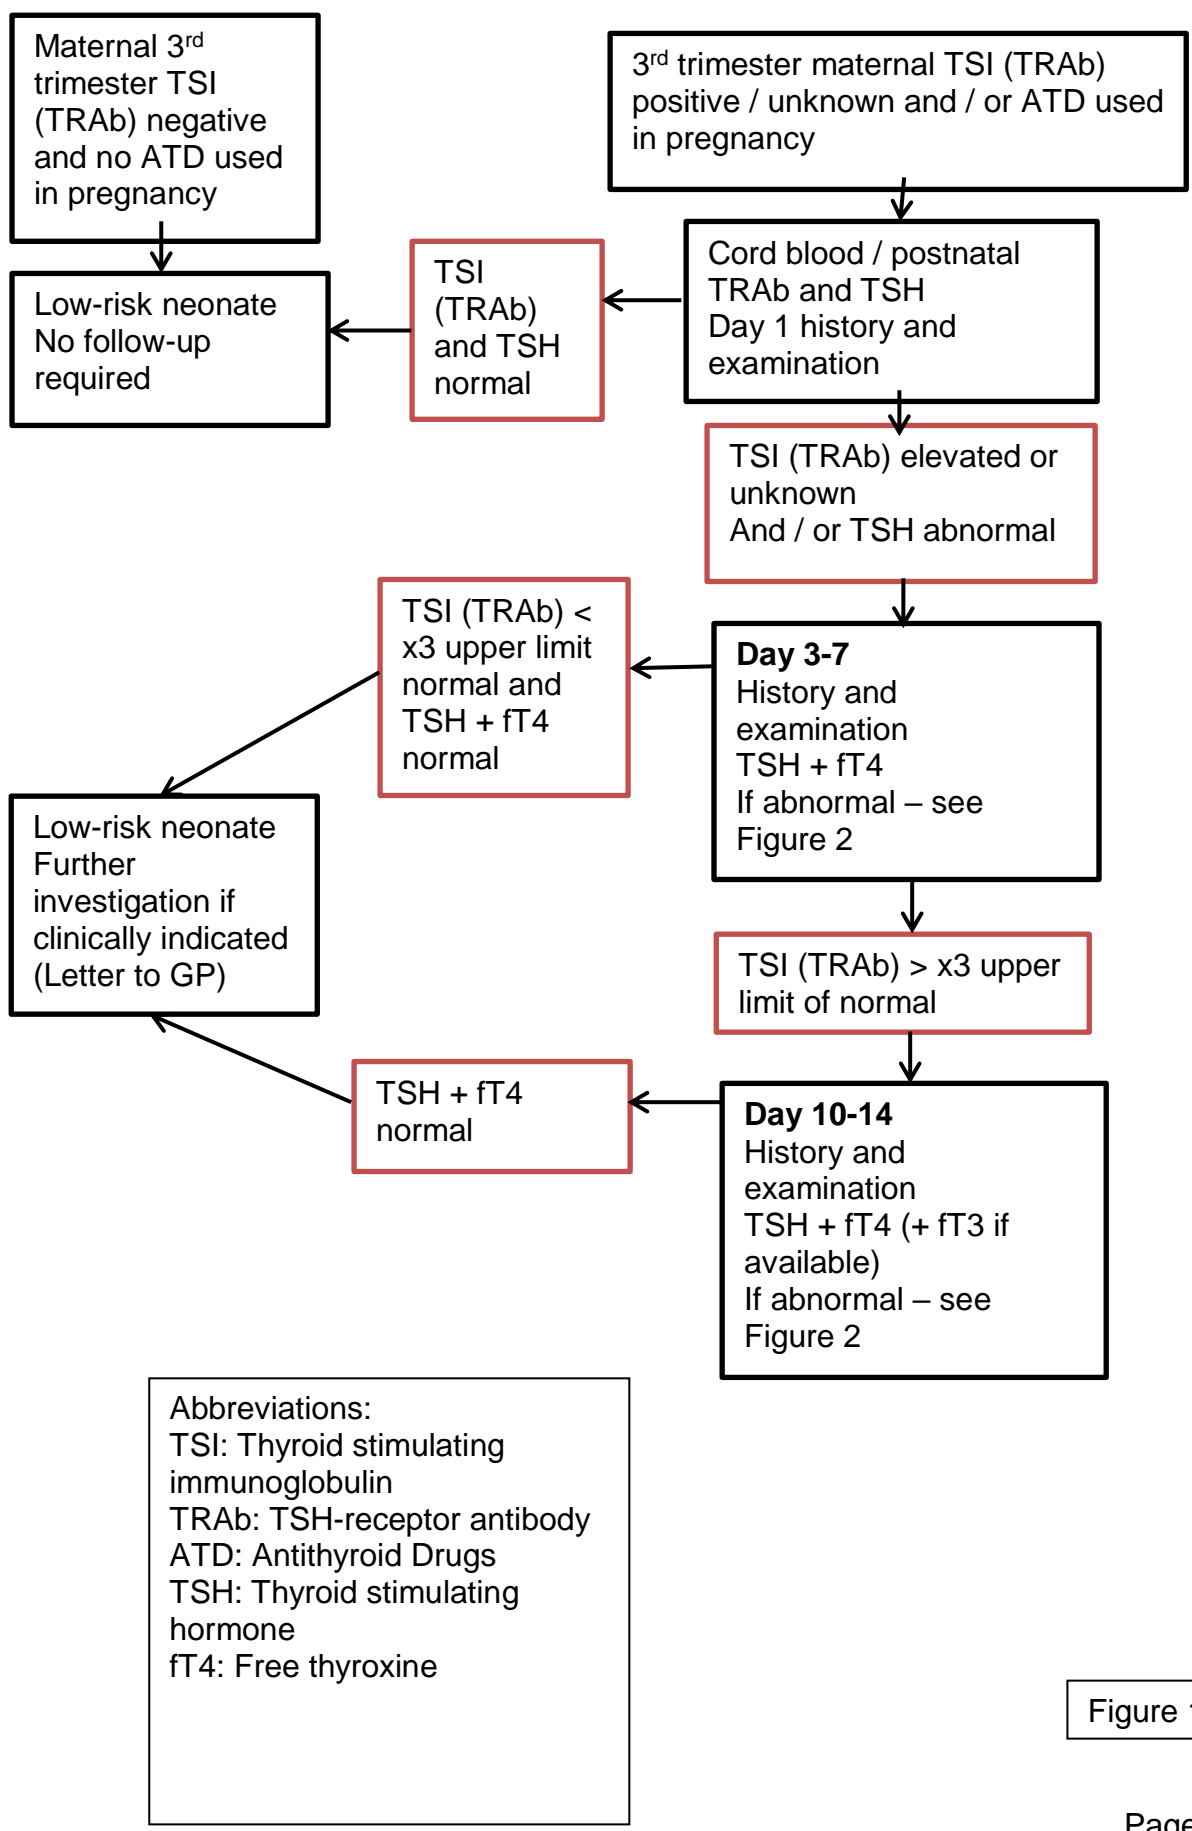 Maternal 3rd
trimester TSI
(TRAb) negative
and no ATD used
in pregnancy
3rd trimester maternal TSI (TRAb)
positive / unknown and / or ATD used
in pregnancy
Low-risk neonate
No follow-up
required
TSI
(TRAb)
and TSH
normal
Cord blood / postnatal
TRAb and TSH
Day 1 history and
examination
TSI (TRAb) elevated or
unknown
And / or TSH abnormal
TSI (TRAb) <
x3 upper limit
normal and
TSH + fT4
normal
Day 3-7
History and
examination
TSH + fT4
If abnormal – see
Figure 2
Low-risk neonate
Further
investigation if
clinically indicated
(Letter to GP)
TSI (TRAb) > x3 upper
limit of normal
TSH + fT4
normal
Day 10-14
History and
examination
TSH + fT4 (+ fT3 if
available)
If abnormal – see
Figure 2
Abbreviations:
TSI: Thyroid stimulating
immunoglobulin
TRAb: TSH-receptor antibody
ATD: Antithyroid Drugs
TSH: Thyroid stimulating
hormone
fT4: Free thyroxine
Figure 1
Page